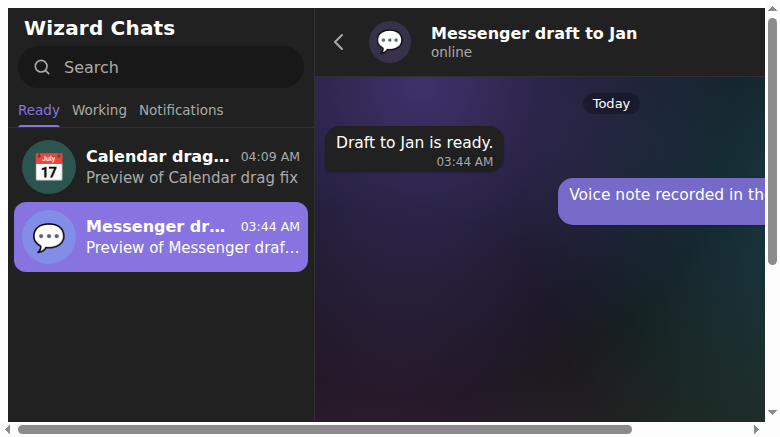 Wizard Chats
Search
Ready Working Notifications
Calendar drag... 04:09 AM
Preview of Calendar drag fix
Messenger dr... 03:44 AM
Preview of Messenger draf...
Messenger draft to Jan
online
Today
Draft to Jan is ready.
03:44 AM
Voice note recorded in th
July
17